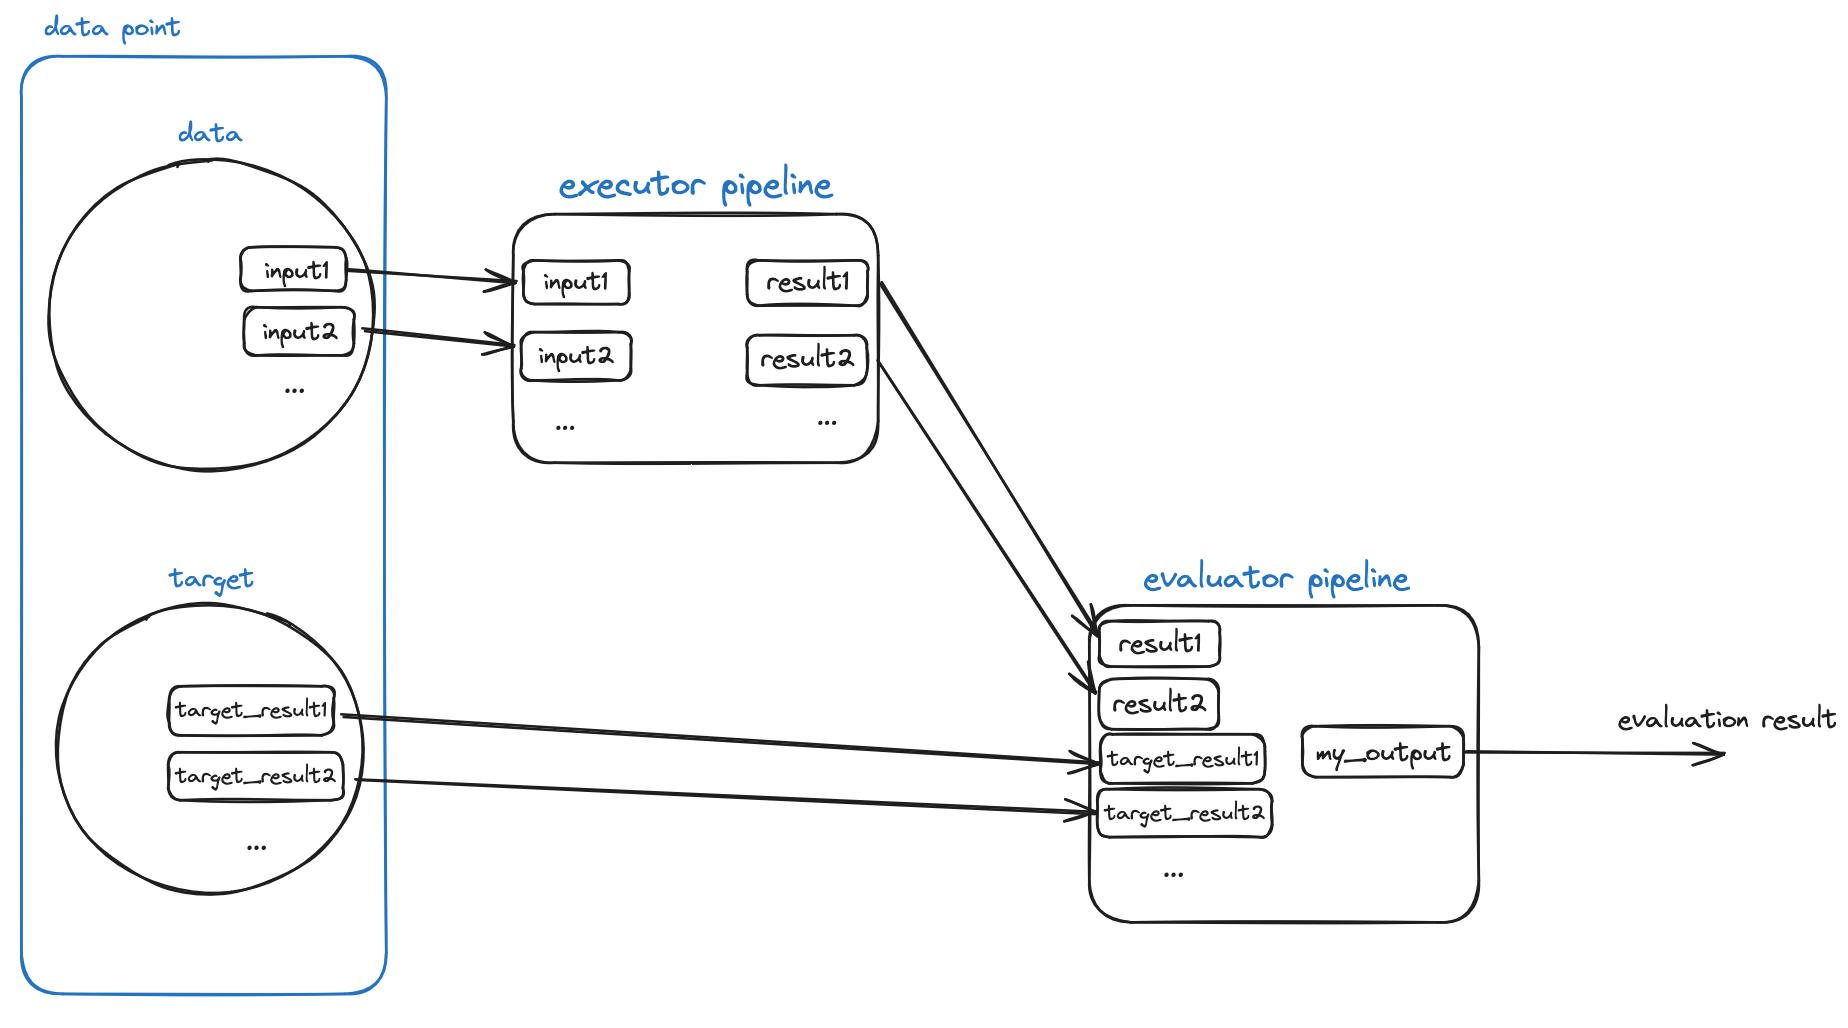 data point
data
input1
input2
...
executor pipeline
input1
input2
...
result1
result2
...
target
target_result1
target_result2
...
evaluator pipeline
result1
result2
target_result1
target_result2
...
my_output
evaluation result